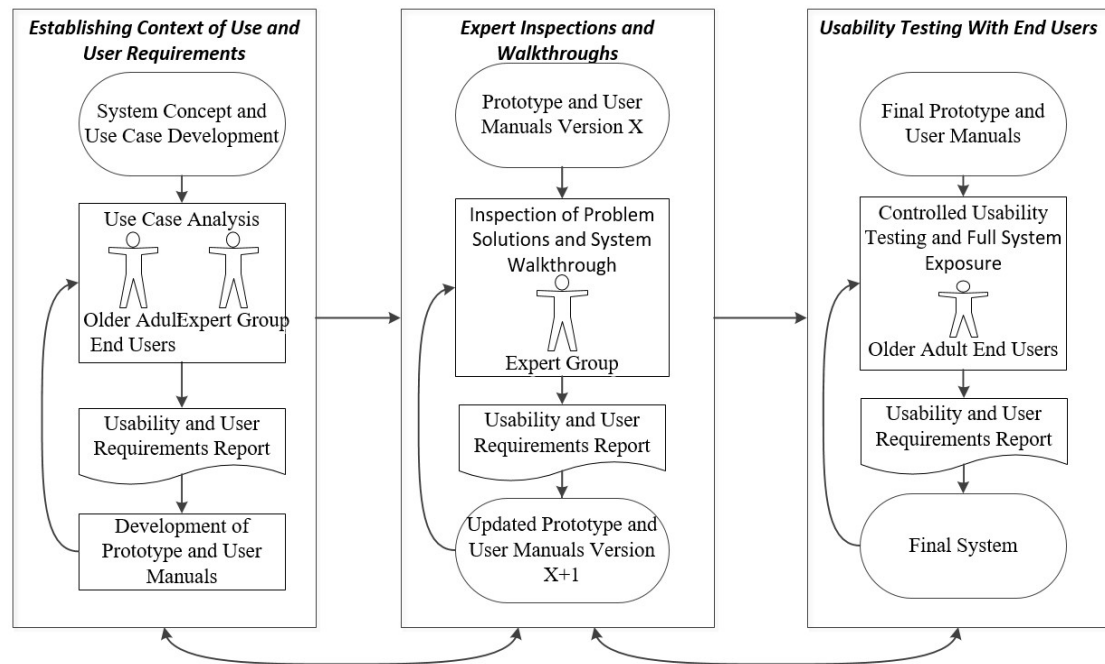 Establishing Context of Use and
User Requirements
System Concept and
Use Case Development
Use Case Analysis
Older Adul Expert Group
End Users
Usability and User
Requirements Report
Development of
Prototype and User
Manuals
Expert Inspections and
Walkthroughs
Prototype and User
Manuals Version X
Inspection of Problem
Solutions and System
Walkthrough
Expert Group
Usability and User
Requirements Report
Updated Prototype and
User Manuals Version
X+1
Usability Testing With End Users
Final Prototype and
User Manuals
Controlled Usability
Testing and Full System
Exposure
Older Adult End Users
Usability and User
Requirements Report
Final System